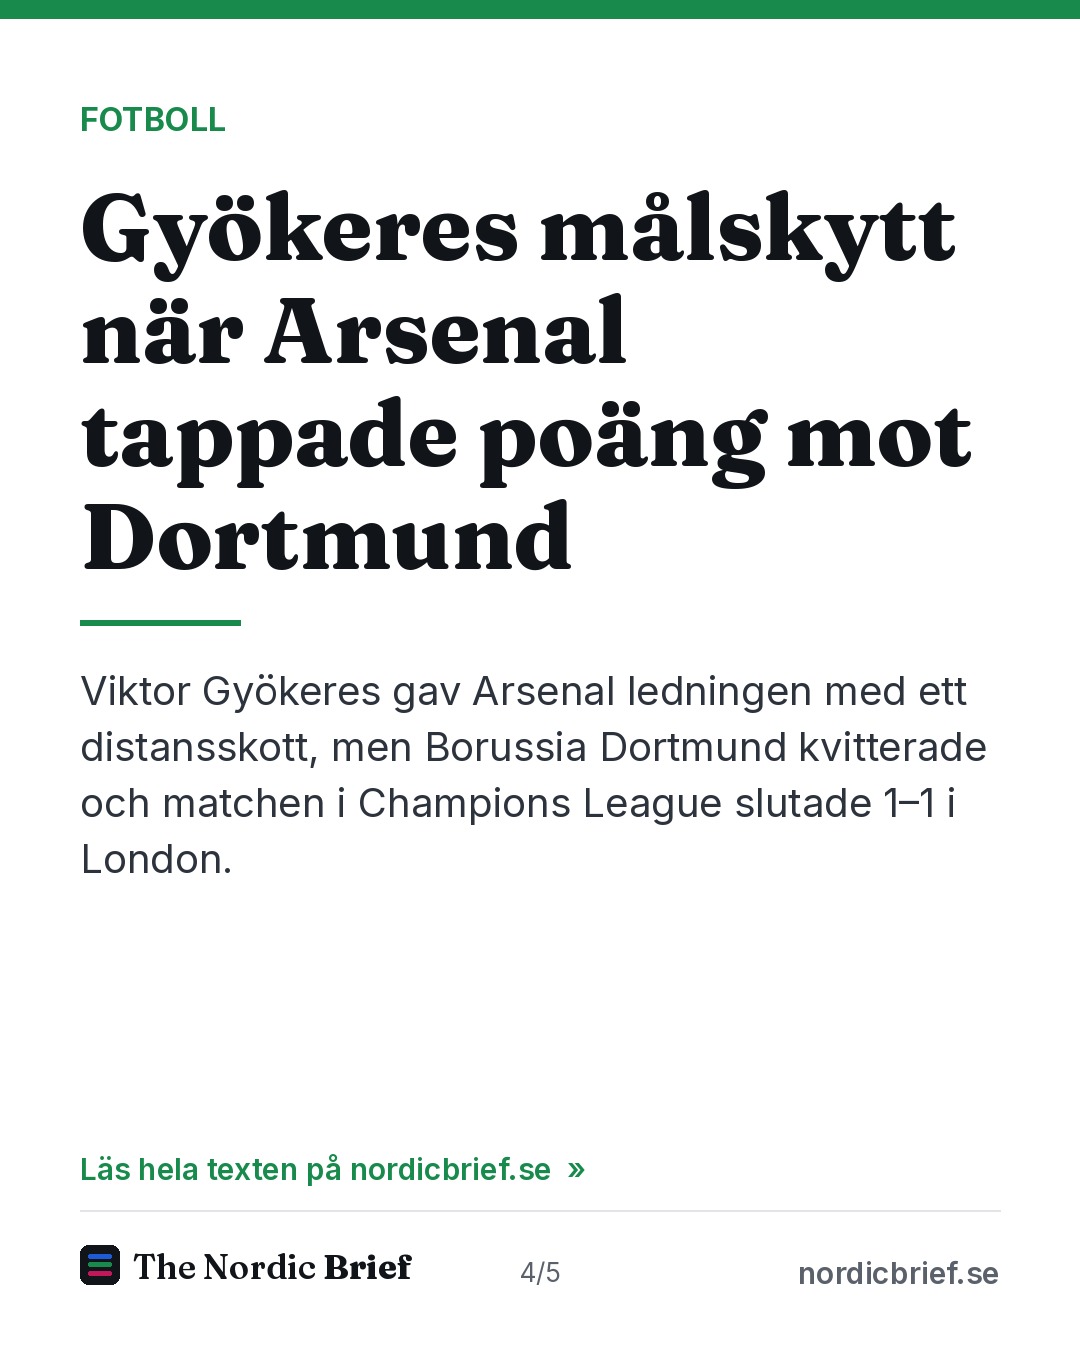 FOTBOLL
Gyökeres målskytt
när Arsenal
tappade poäng mot
Dortmund
Viktor Gyökeres gav Arsenal ledningen med ett
distansskott, men Borussia Dortmund kvitterade
och matchen i Champions League slutade 1–1 i
London.
Läs hela texten på nordicbrief.se »
The Nordic Brief
4/5
nordicbrief.se